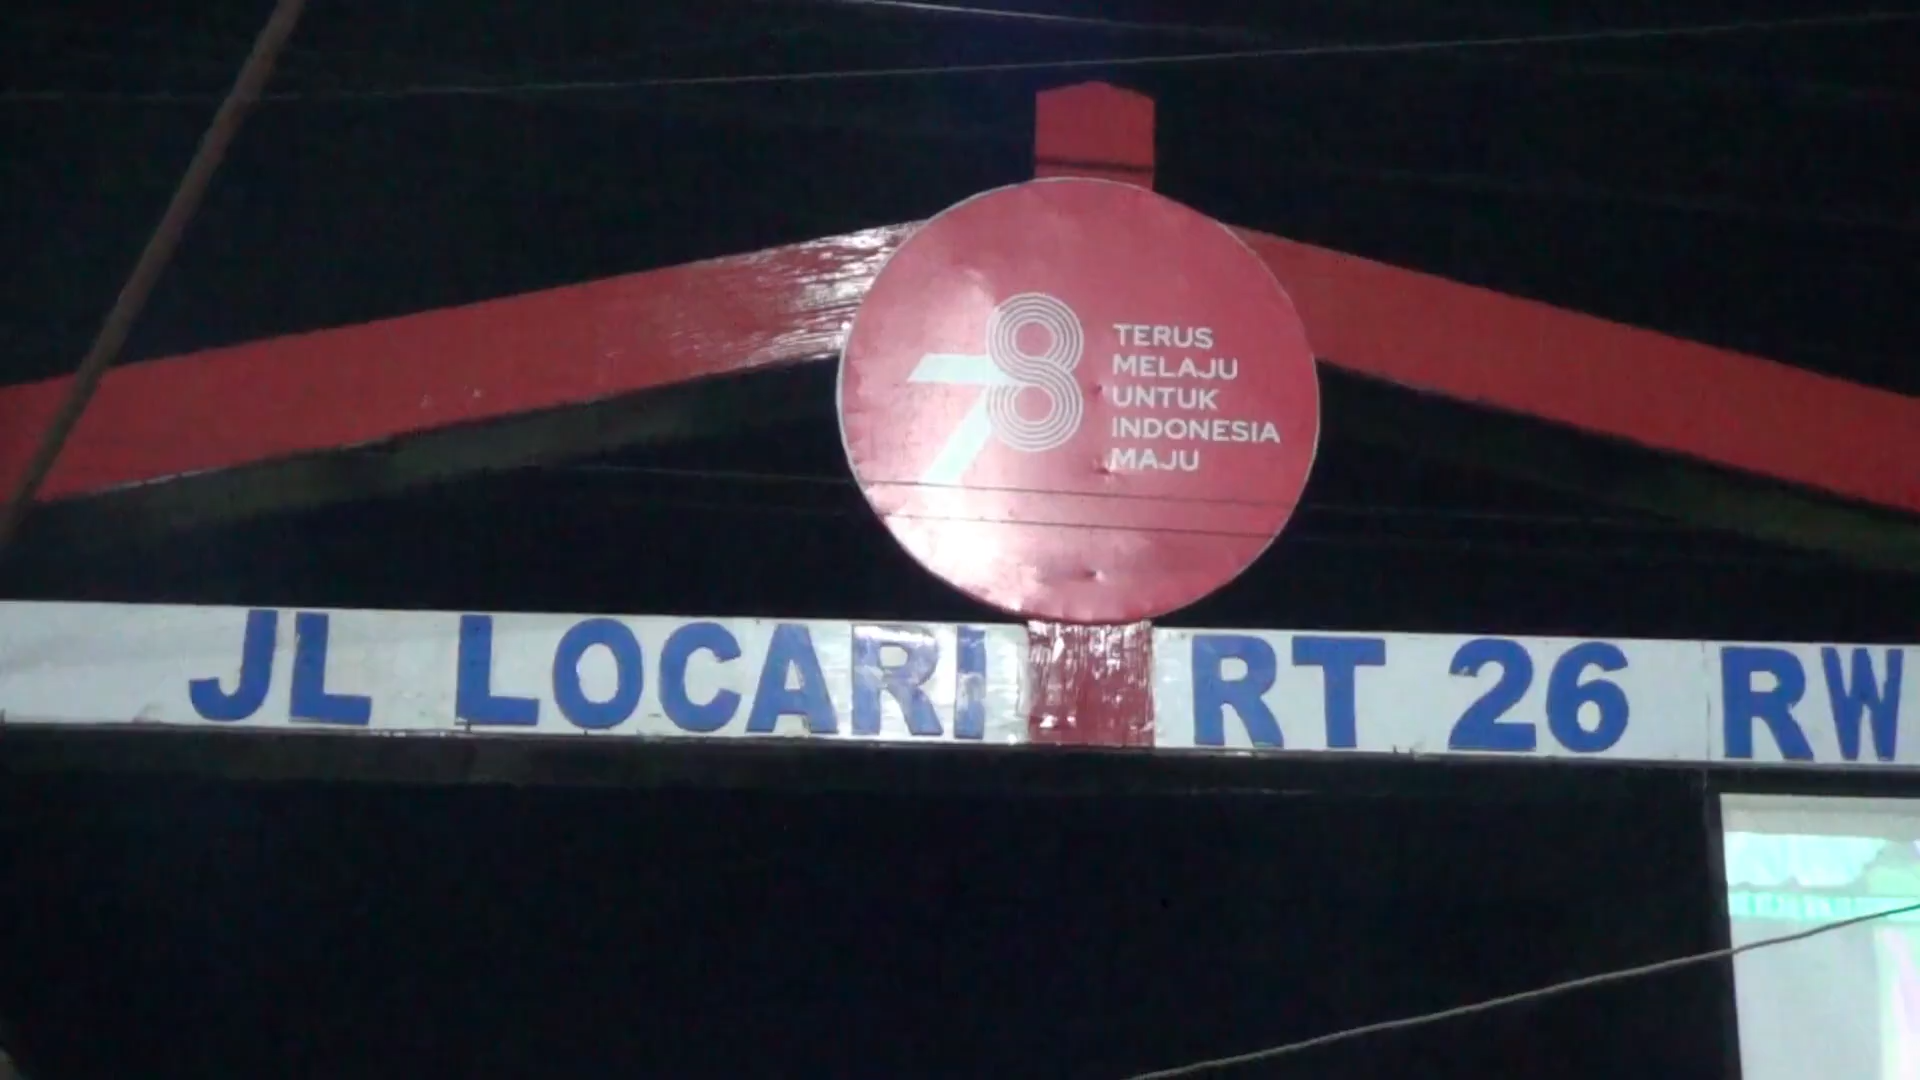 78
TERUS
MELAJU
UNTUK
INDONESIA
MAJU
JL LOCARI RT 26 RW